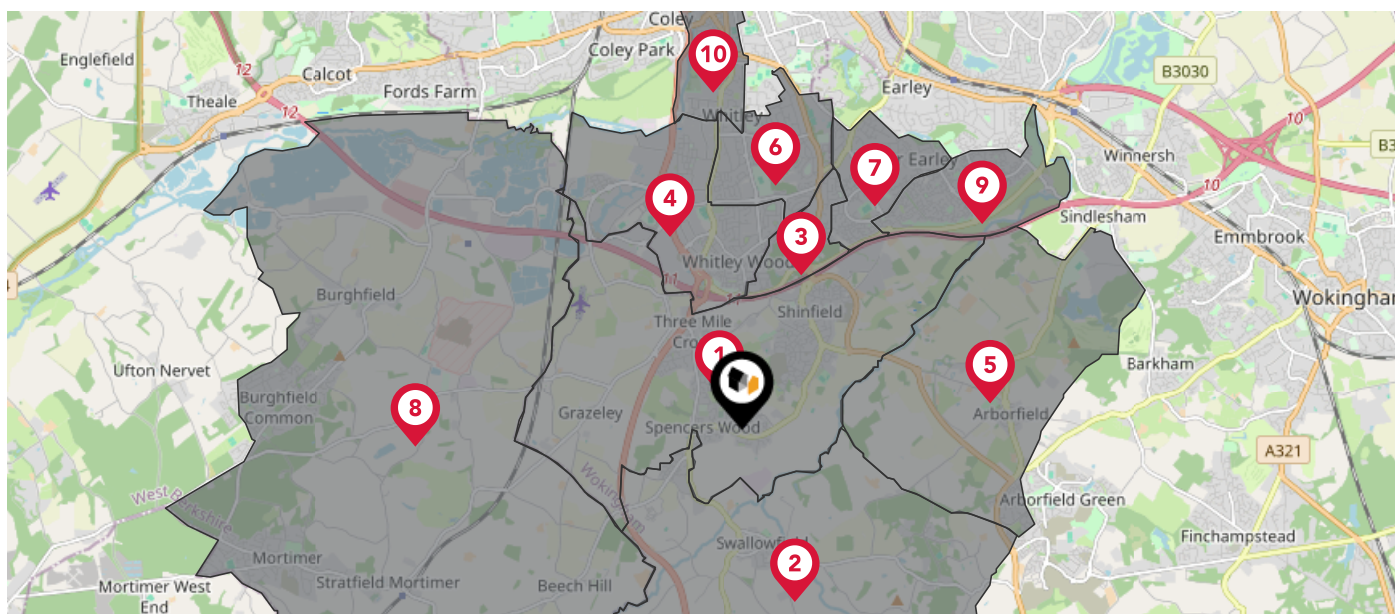 Coley
Englefield
12
Calcot
Coley Park
10
B3030
Theale
Fords Farm
Earley
12
Whitley
10
6
Winnersh
7
9
10
4
Sindlesham
3
Emmbrook
Whitley Wood
11
Burghfield
Shinfield
Three Mile
1
Ufton Nervet
5
Barkham
Burghfield
Common
8
Grazeley
Arborfield
Spencers Wood
A321
Wokingham
West Berkshire
Arborfield Green
Finchampstead
Swallowfield
Mortimer
2
Mortimer West
End
Stratfield Mortimer
Beech Hill